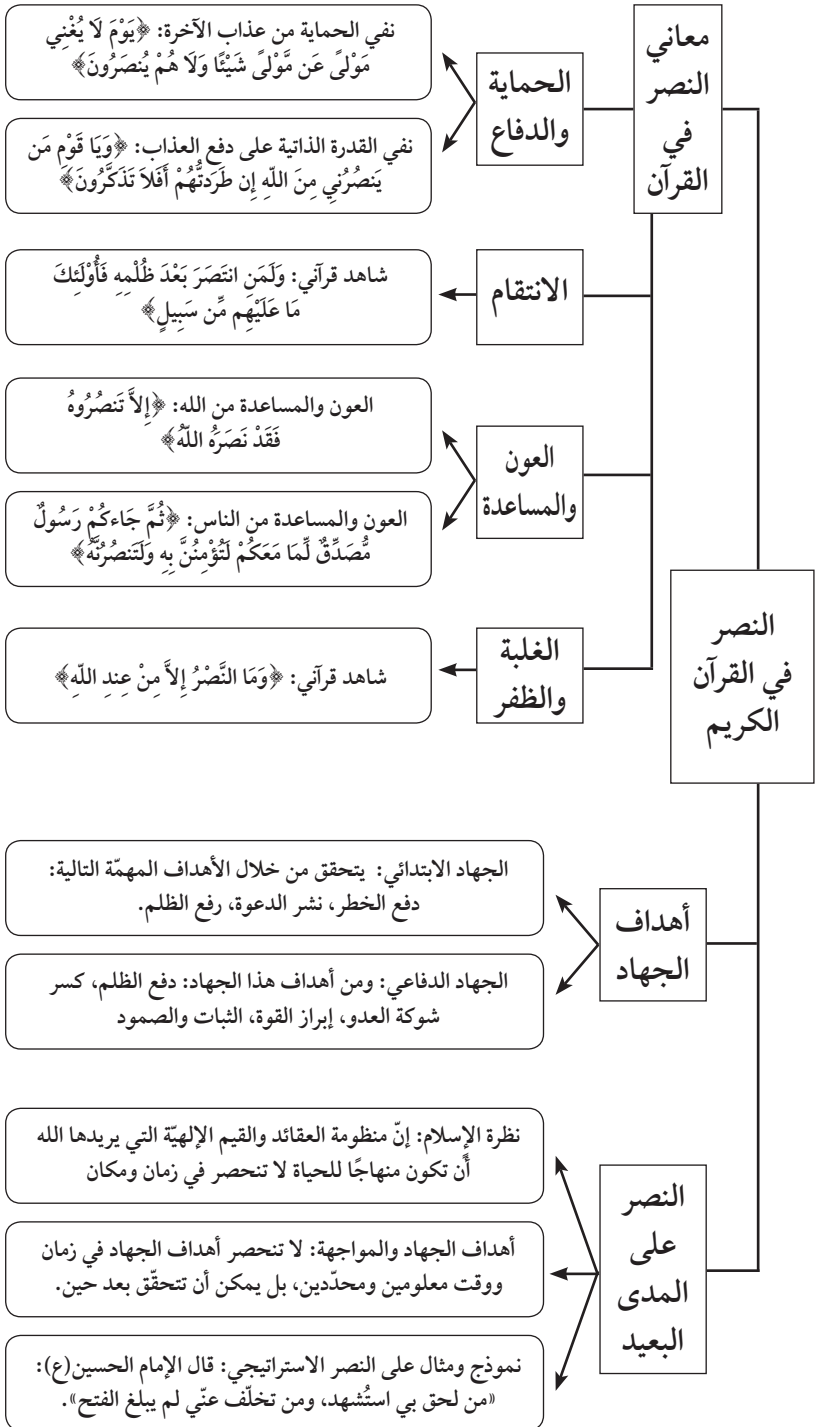 النصر
في القرآن
الكريم
معاني
النصر
في
القرآن
الحماية
والدفاع
نفي الحماية من عذاب الآخرة: ﴿يَوْمَ لَا يُغْنِي
مَوْلًى عَن مَّوْلًى شَيْئًا وَلَا هُمْ يُنصَرُونَ﴾
نفي القدرة الذاتية على دفع العذاب: ﴿وَيَا قَوْمِ مَن
يَنصُرُنِي مِنَ اللّهِ إِن طَرَدتُّهُمْ أَفَلاَ تَذَكَّرُونَ﴾
الانتقام
شاهد قرآني: وَلَمَنِ انتَصَرَ بَعْدَ ظُلْمِهِ فَأُوْلَئِكَ
مَا عَلَيْهِم مِّن سَبِيلٍ﴾
العون
والمساعدة
العون والمساعدة من الله: ﴿إِلاَّ تَنصُرُوهُ
فَقَدْ نَصَرَهُ اللّهُ﴾
العون والمساعدة من الناس: ﴿ثُمَّ جَاءكُمْ رَسُولٌ
مُّصَدِّقٌ لِّمَا مَعَكُمْ لَتُؤْمِنُنَّ بِهِ وَلَتَنصُرُنَّهُ﴾
الغلبة
والظفر
شاهد قرآني: ﴿وَمَا النَّصْرُ إِلاَّ مِنْ عِندِ اللّهِ﴾
أهداف
الجهاد
الجهاد الابتدائي: يتحقق من خلال الأهداف المهمّة التالية:
دفع الخطر، نشر الدعوة، رفع الظلم.
الجهاد الدفاعي: ومن أهداف هذا الجهاد: دفع الظلم، كسر
شوكة العدو، إبراز القوة، الثبات والصمود
النصر
على
المدى
البعيد
نظرة الإسلام: إنّ منظومة العقائد والقيم الإلهيّة التي يريدها الله
أن تكون منهاجًا للحياة لا تنحصر في زمان ومكان
أهداف الجهاد والمواجهة: لا تنحصر أهداف الجهاد في زمان
ووقت معلومين ومحدّدين، بل يمكن أن تتحقّق بعد حين.
نموذج ومثال على النصر الاستراتيجي: قال الإمام الحسين(ع):
«من لحق بي استُشهد، ومن تخلّف عنّي لم يبلغ الفتح».